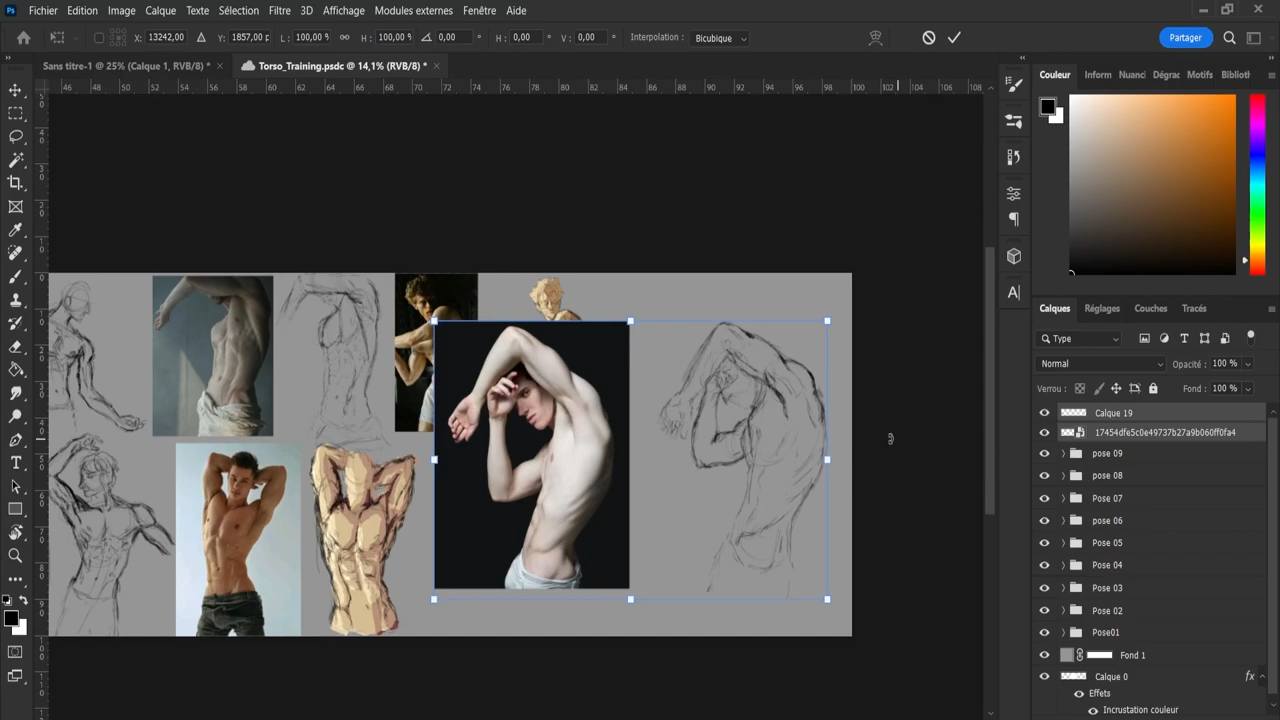 Ps Fichier Edition Image Calque Texte Sélection Filtre 3D Affichage Modules externes Fenêtre Aide
X: 13242,00 Y: 1857,00 p L: 100,00 % H: 100,00 % 0,00 ° H: 0,00 ° V: 0,00 ° Interpolation : Bicubique Partager
Sans titre-1 @ 25% (Calque 1, RVB/8) * × Torso_Training.psdc @ 14,1% (RVB/8) * ×
46 48 50 52 54 56 58 60 62 64 66 68 70 72 74 76 78 80 82 84 86 88 90 92 94 96 98 100 102 104 106 108
Couleur Inform Nuanc Dégrac Motifs Bibliot
Calques Réglages Couches Tracés
Type
Normal Opacité : 100 %
Verrou : Fond : 100 %
Calque 19
17454dfe5c0e49737b27a9b060ff0fa4
pose 09
pose 08
Pose 07
pose 06
Pose 05
Pose 04
Pose 03
Pose 02
Pose01
Fond 1
Calque 0 fx
Effets
Incrustation couleur